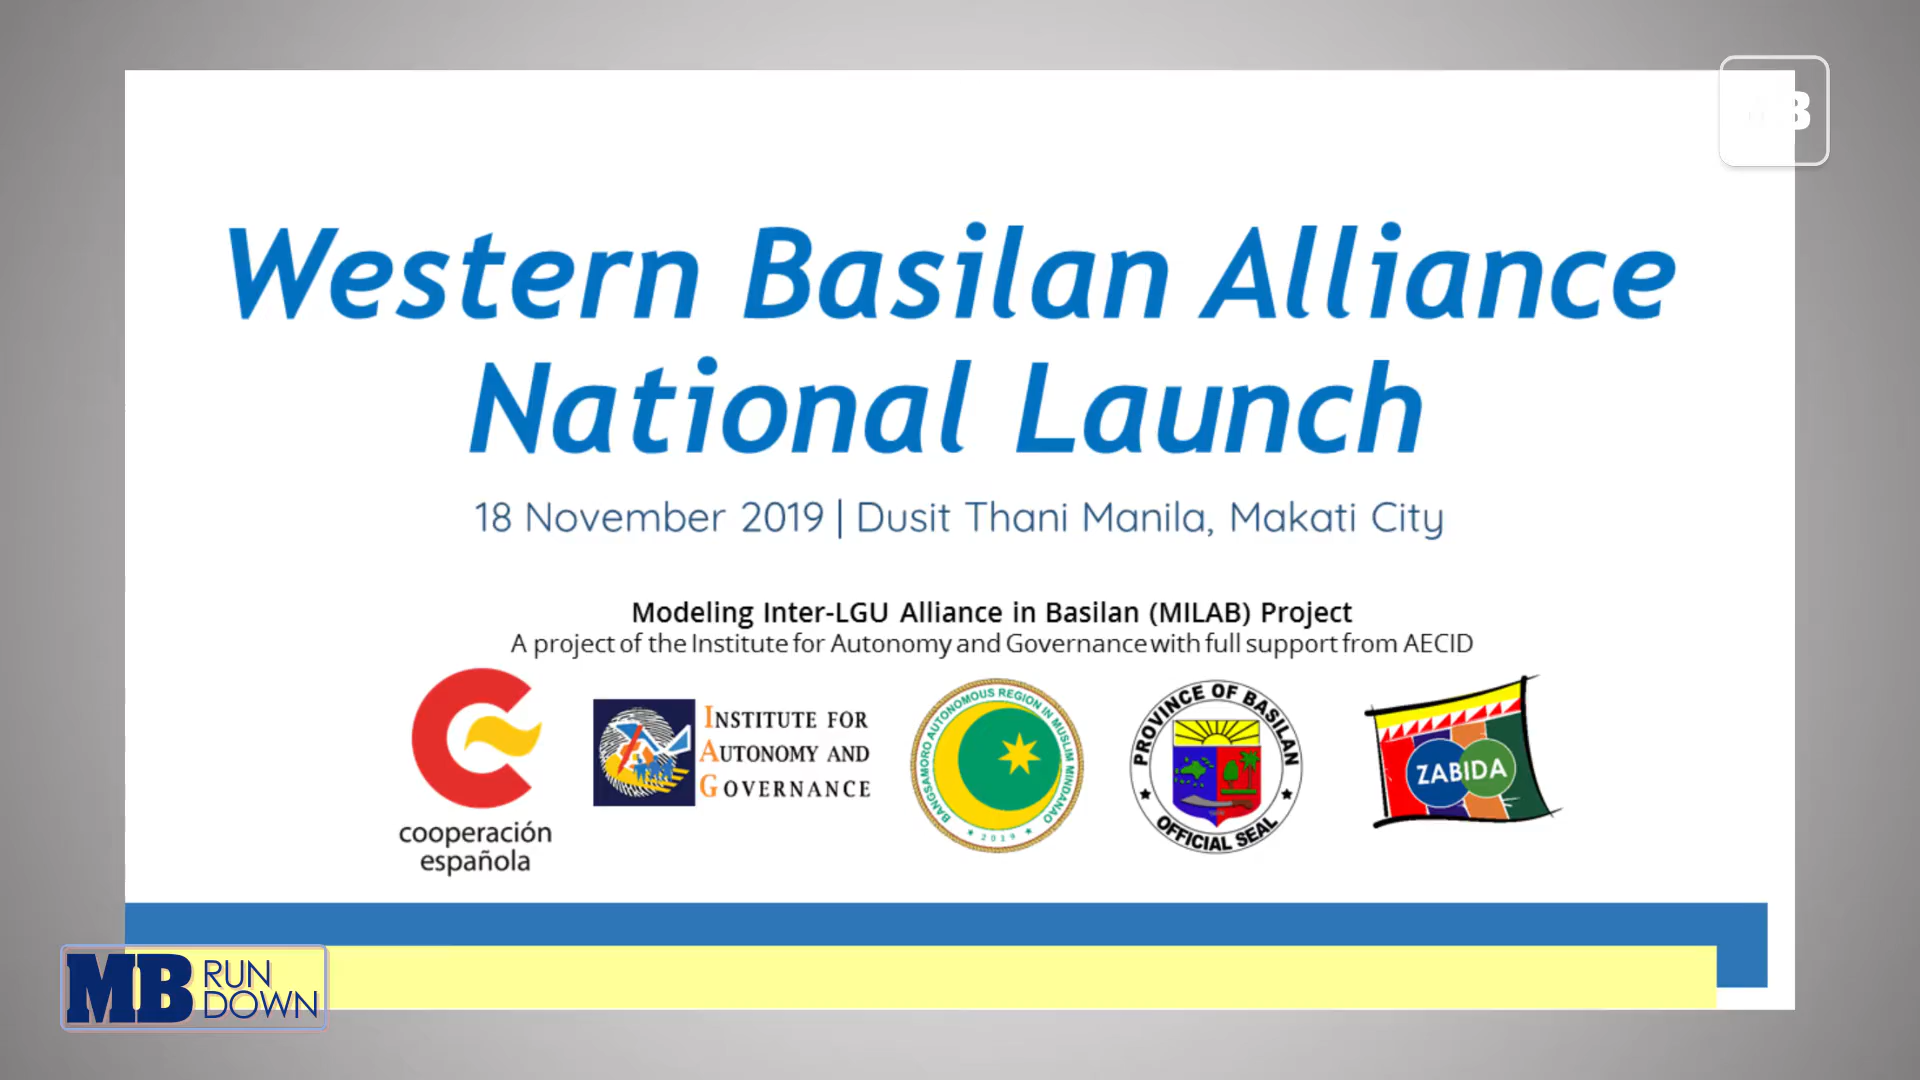 B
Western Basilan Alliance
National Launch
18 November 2019 | Dusit Thani Manila, Makati City
Modeling Inter-LGU Alliance in Basilan (MILAB) Project
A project of the Institute for Autonomy and Governance with full support from AECID
cooperación
española
INSTITUTE FOR
AUTONOMY AND
GOVERNANCE
BANGSAMORO AUTONOMOUS REGION IN MUSLIM MINDANAO
2019
PROVINCE OF BASILAN
OFFICIAL SEAL
ZABIDA
MB RUN
DOWN